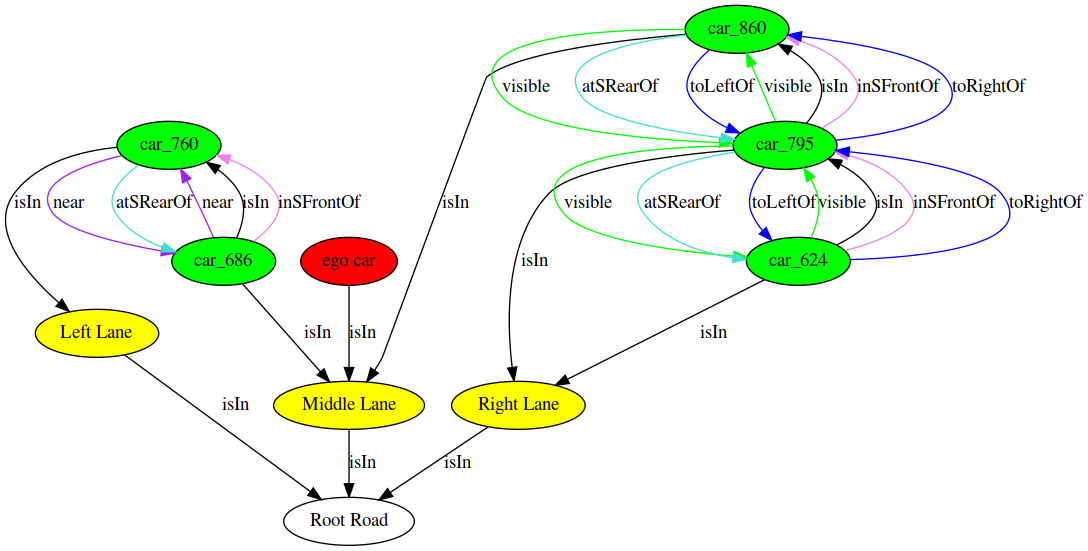 car_860
visible atSRearOf toLeftOf visible isIn inSFrontOf toRightOf
car_760 car_795
isIn near atSRearOf near isIn inSFrontOf isIn visible atSRearOf toLeftOf visible isIn inSFrontOf toRightOf
car_686 ego car isIn car_624
Left Lane isIn isIn isIn
isIn Middle Lane Right Lane
isIn isIn
Root Road